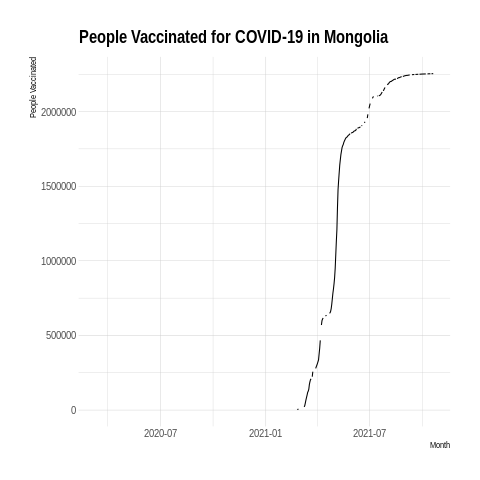 People Vaccinated for COVID-19 in Mongolia
People Vaccinated
2000000
1500000
1000000
500000
0
2020-07 2021-01 2021-07
Month